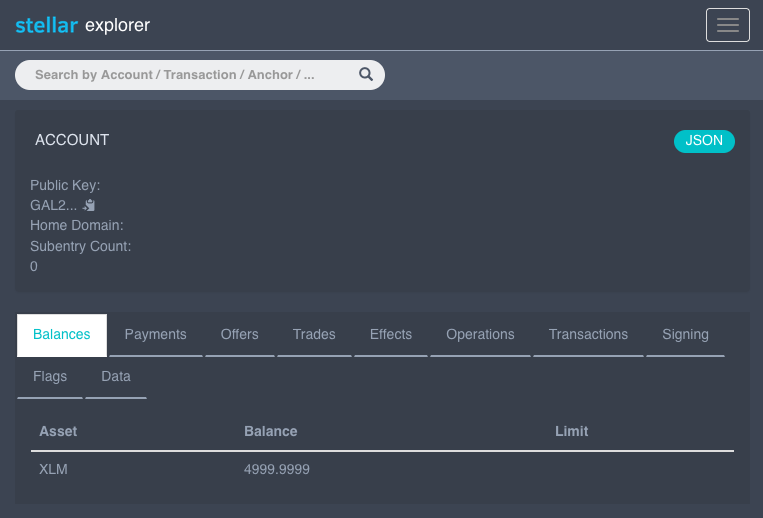 stellar explorer
Search by Account / Transaction / Anchor / ...
ACCOUNT
JSON
Public Key:
GAL2...
Home Domain:
Subentry Count:
0
Balances Payments Offers Trades Effects Operations Transactions Signing
Flags Data
Asset Balance Limit
XLM 4999.9999